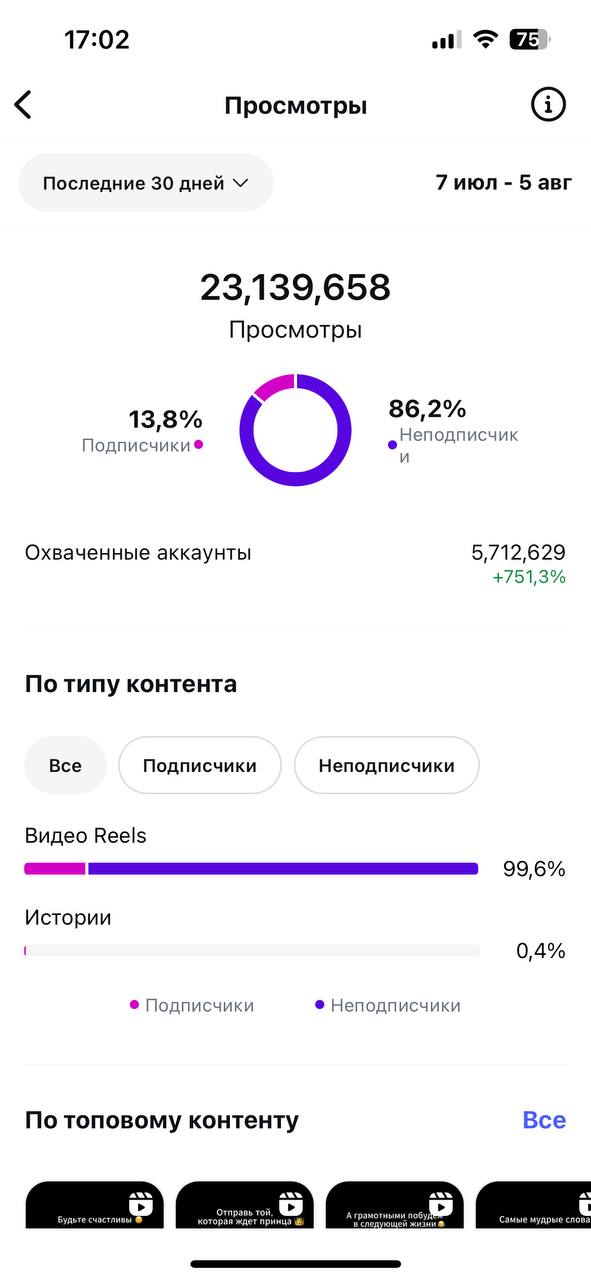 17:02
75
Просмотры
Последние 30 дней
7 июл - 5 авг
23,139,658
Просмотры
13,8%
Подписчики
86,2%
Неподписчик
и
Охваченные аккаунты
5,712,629
+751,3%
По типу контента
Все
Подписчики
Неподписчики
Видео Reels
99,6%
Истории
0,4%
Подписчики
Неподписчики
По топовому контенту
Все
Будьте счастливы 😊
Отправь той,
которая ждет принца 🤴
А грамотными побудем
в следующей жизни 😂
Самые мудрые слова